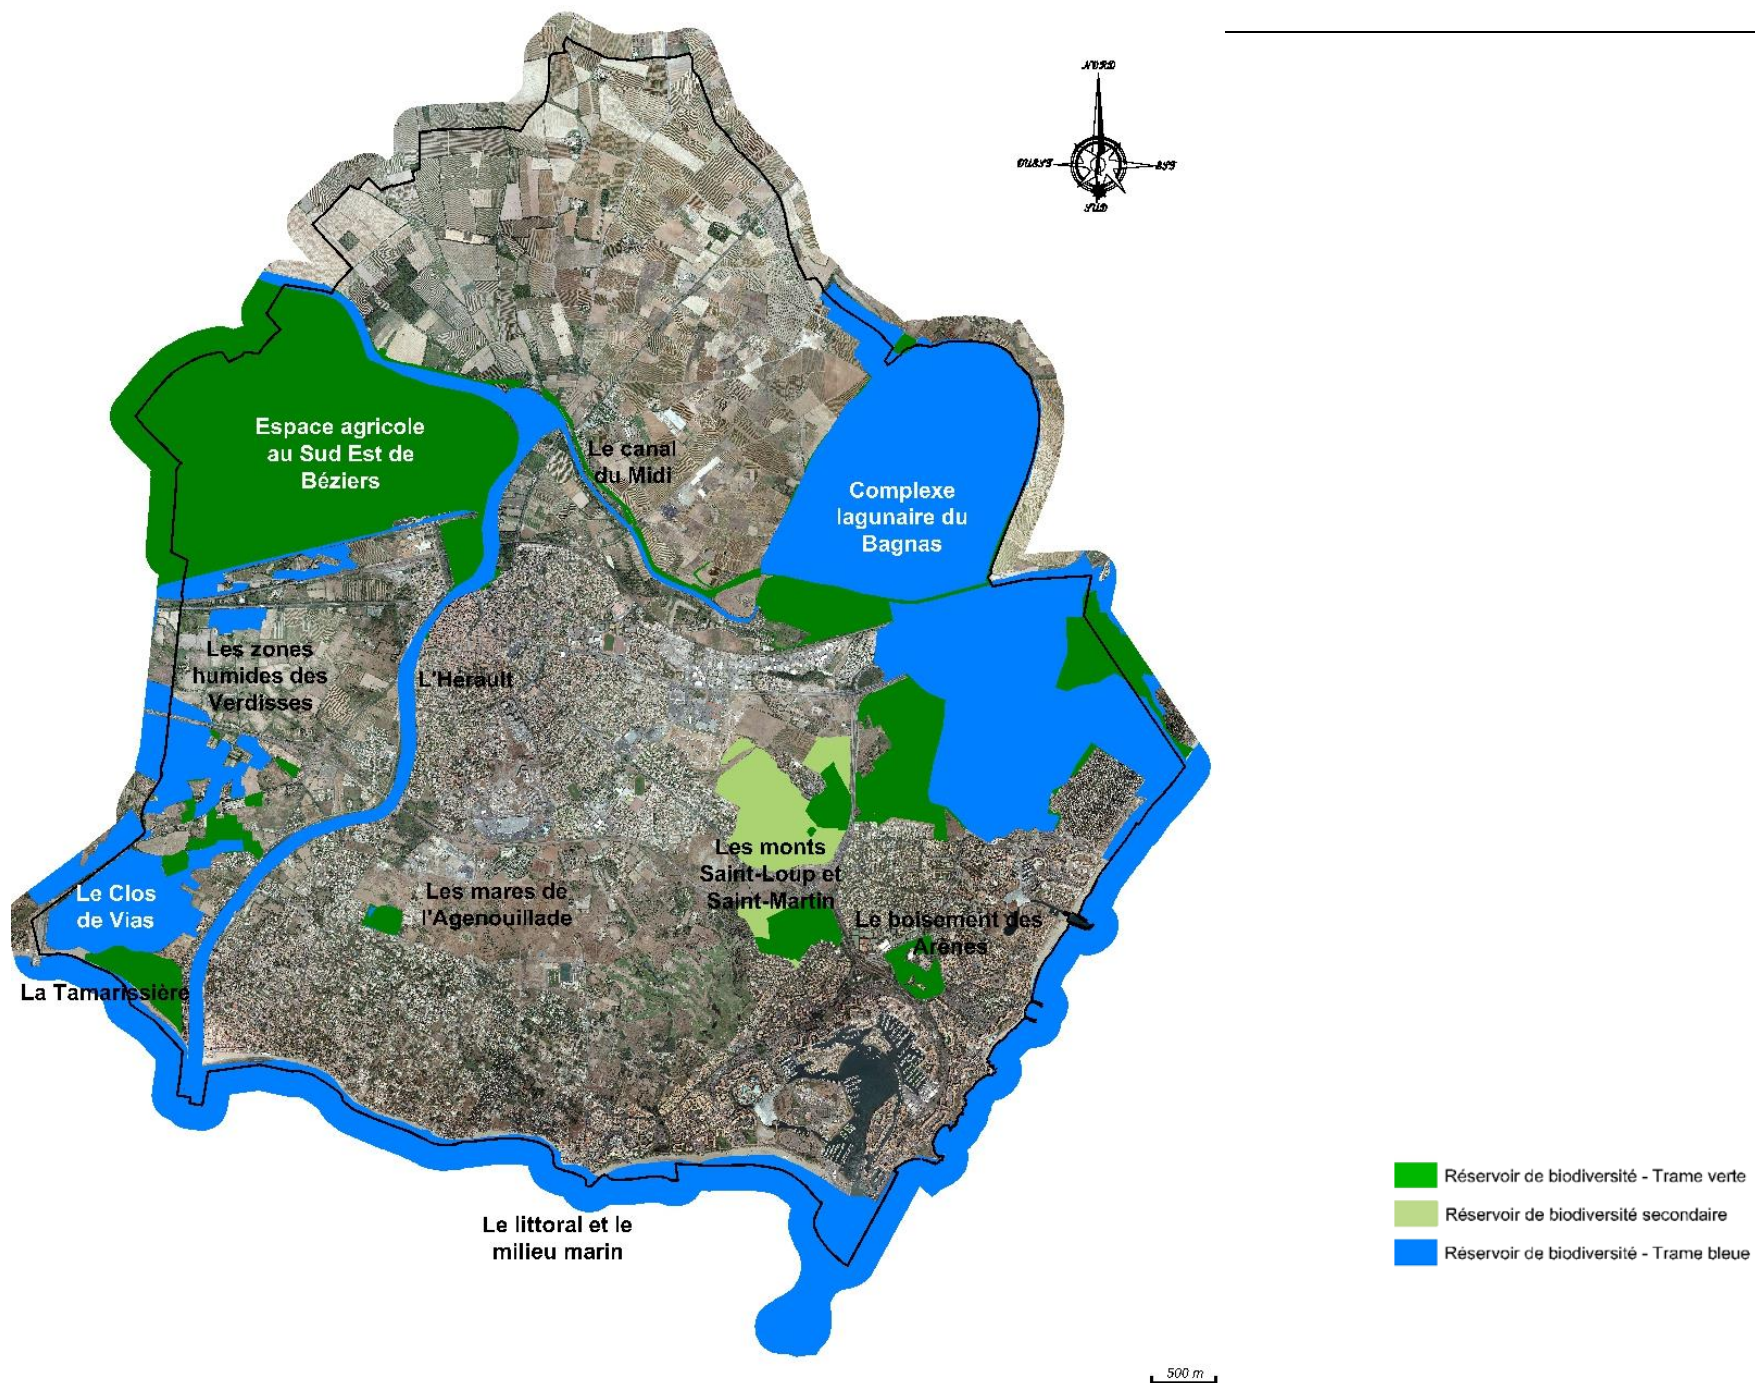 NORD
OUEST
EST
SUD
Espace agricole
au Sud Est de
Béziers
Le canal
du Midi
Complexe
lagunaire du
Bagnas
Les zones
humides des
Verdisses
L'Hérault
Les monts
Saint-Loup et
Saint-Martin
Le Clos
de Vias
Les mares de
l'Agenouillade
Le boisement des
Arènes
La Tamarissière
Le littoral et le
milieu marin
Réservoir de biodiversité - Trame verte
Réservoir de biodiversité secondaire
Réservoir de biodiversité - Trame bleue
500 m